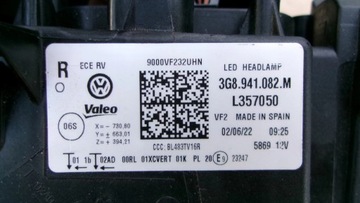 ECE RV
9000VF232UHN
LED HEADLAMP
R
3G8.941.082.M
L357050
Valeo
VF2 MADE IN SPAIN
06S
X= -730,80
Y= ±663,01
Z= +394,21
02/06/22 09:25
CCC: BL483TV16R
5869 12V
01 1b 02AD 00RL 01XCVERT 01K PL 20 E9 23247